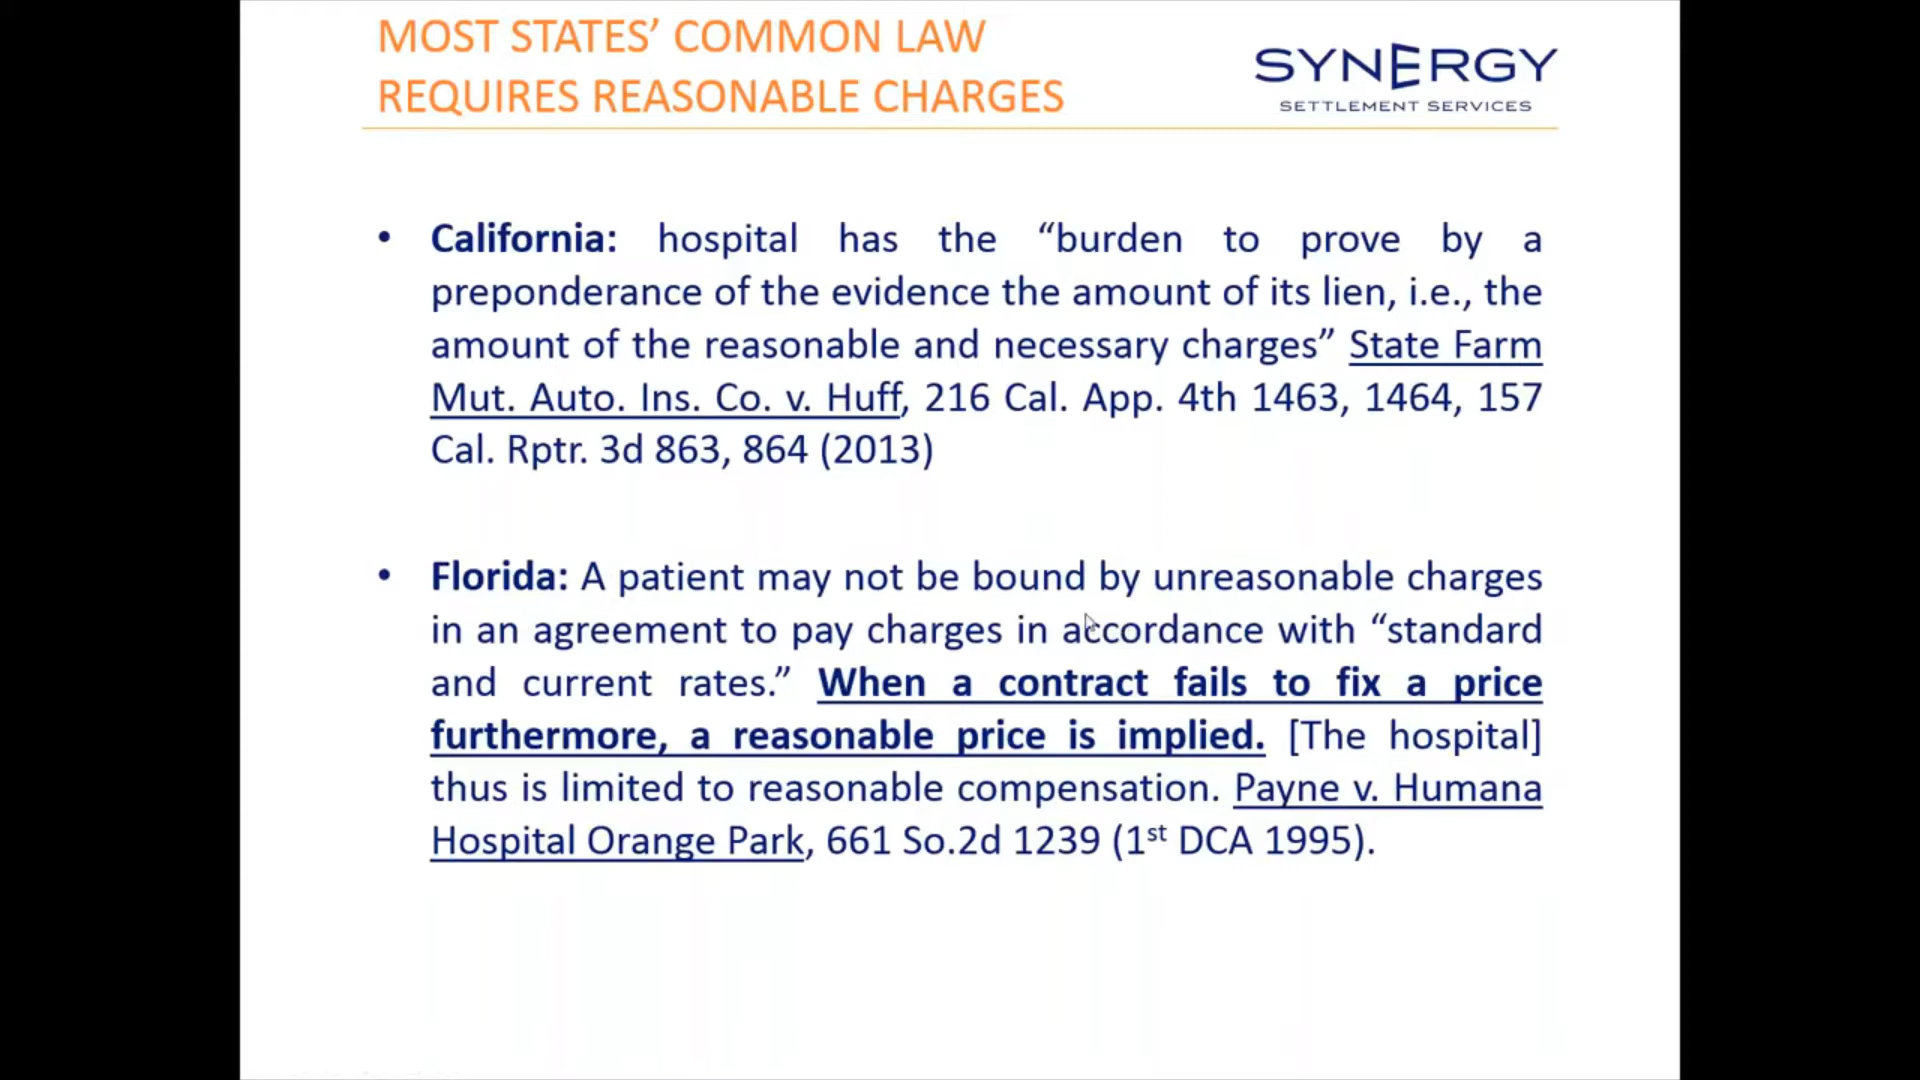 MOST STATES’ COMMON LAW
REQUIRES REASONABLE CHARGES
SYNERGY
SETTLEMENT SERVICES
• California: hospital has the “burden to prove by a
preponderance of the evidence the amount of its lien, i.e., the
amount of the reasonable and necessary charges” State Farm
Mut. Auto. Ins. Co. v. Huff, 216 Cal. App. 4th 1463, 1464, 157
Cal. Rptr. 3d 863, 864 (2013)
• Florida: A patient may not be bound by unreasonable charges
in an agreement to pay charges in accordance with “standard
and current rates.” When a contract fails to fix a price
furthermore, a reasonable price is implied. [The hospital]
thus is limited to reasonable compensation. Payne v. Humana
Hospital Orange Park, 661 So.2d 1239 (1st DCA 1995).